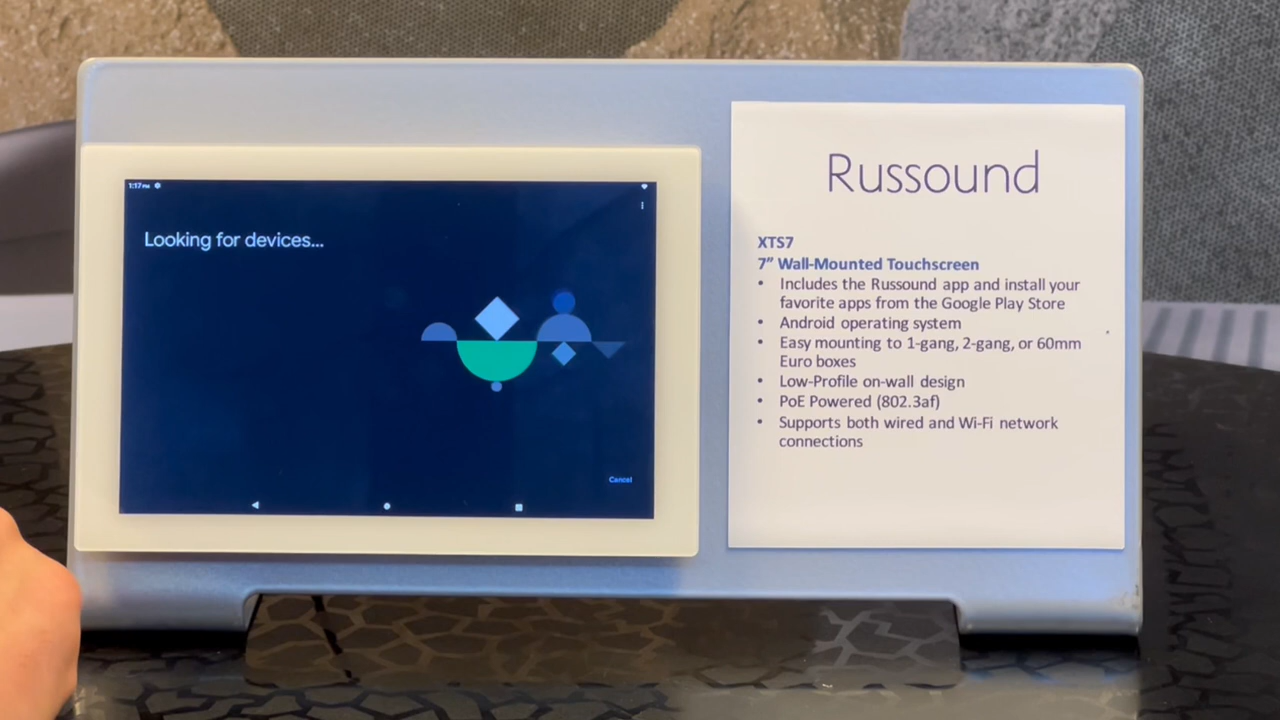 1:17 PM
Looking for devices...
Cancel
Russound
XTS7
7” Wall-Mounted Touchscreen
• Includes the Russound app and install your
favorite apps from the Google Play Store
• Android operating system
• Easy mounting to 1-gang, 2-gang, or 60mm
Euro boxes
• Low-Profile on-wall design
• PoE Powered (802.3af)
• Supports both wired and Wi-Fi network
connections